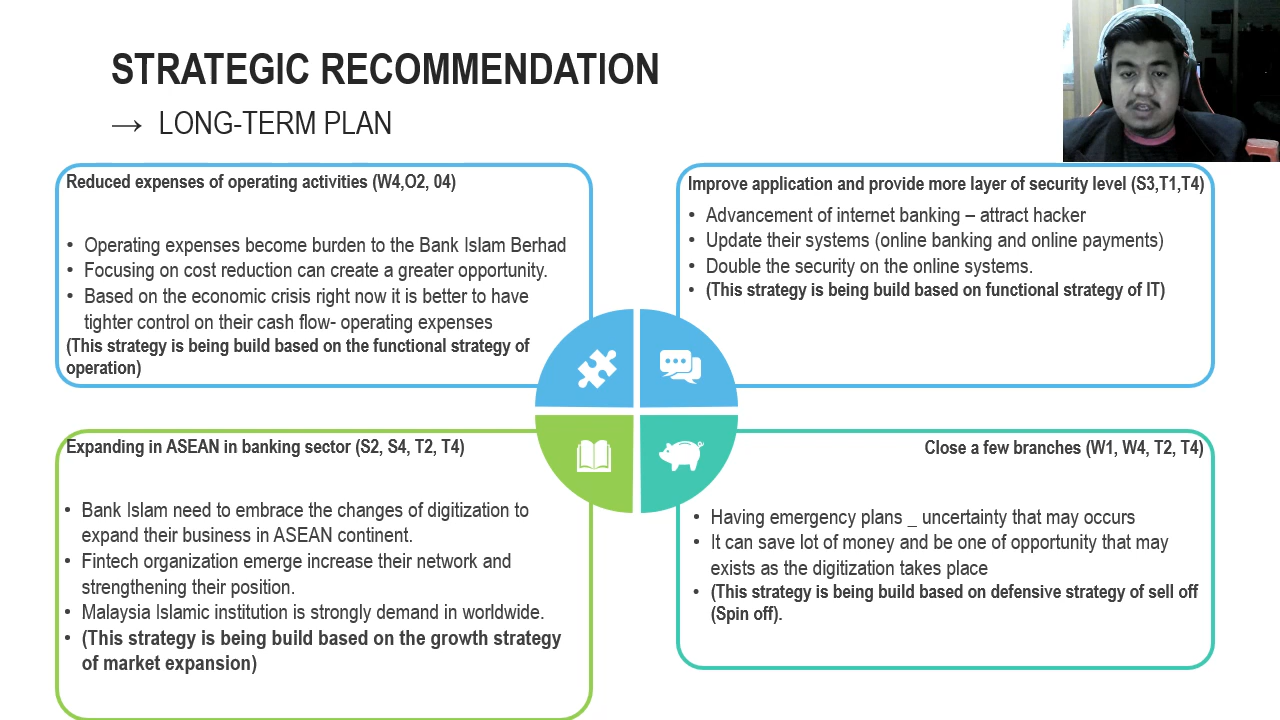 STRATEGIC RECOMMENDATION
→ LONG-TERM PLAN
Reduced expenses of operating activities (W4,O2, 04)
• Operating expenses become burden to the Bank Islam Berhad
• Focusing on cost reduction can create a greater opportunity.
• Based on the economic crisis right now it is better to have
tighter control on their cash flow- operating expenses
(This strategy is being build based on the functional strategy of
operation)
Improve application and provide more layer of security level (S3,T1,T4)
• Advancement of internet banking – attract hacker
• Update their systems (online banking and online payments)
• Double the security on the online systems.
• (This strategy is being build based on functional strategy of IT)
Expanding in ASEAN in banking sector (S2, S4, T2, T4)
• Bank Islam need to embrace the changes of digitization to
expand their business in ASEAN continent.
• Fintech organization emerge increase their network and
strengthening their position.
• Malaysia Islamic institution is strongly demand in worldwide.
• (This strategy is being build based on the growth strategy
of market expansion)
Close a few branches (W1, W4, T2, T4)
• Having emergency plans _ uncertainty that may occurs
• It can save lot of money and be one of opportunity that may
exists as the digitization takes place
• (This strategy is being build based on defensive strategy of sell off
(Spin off).